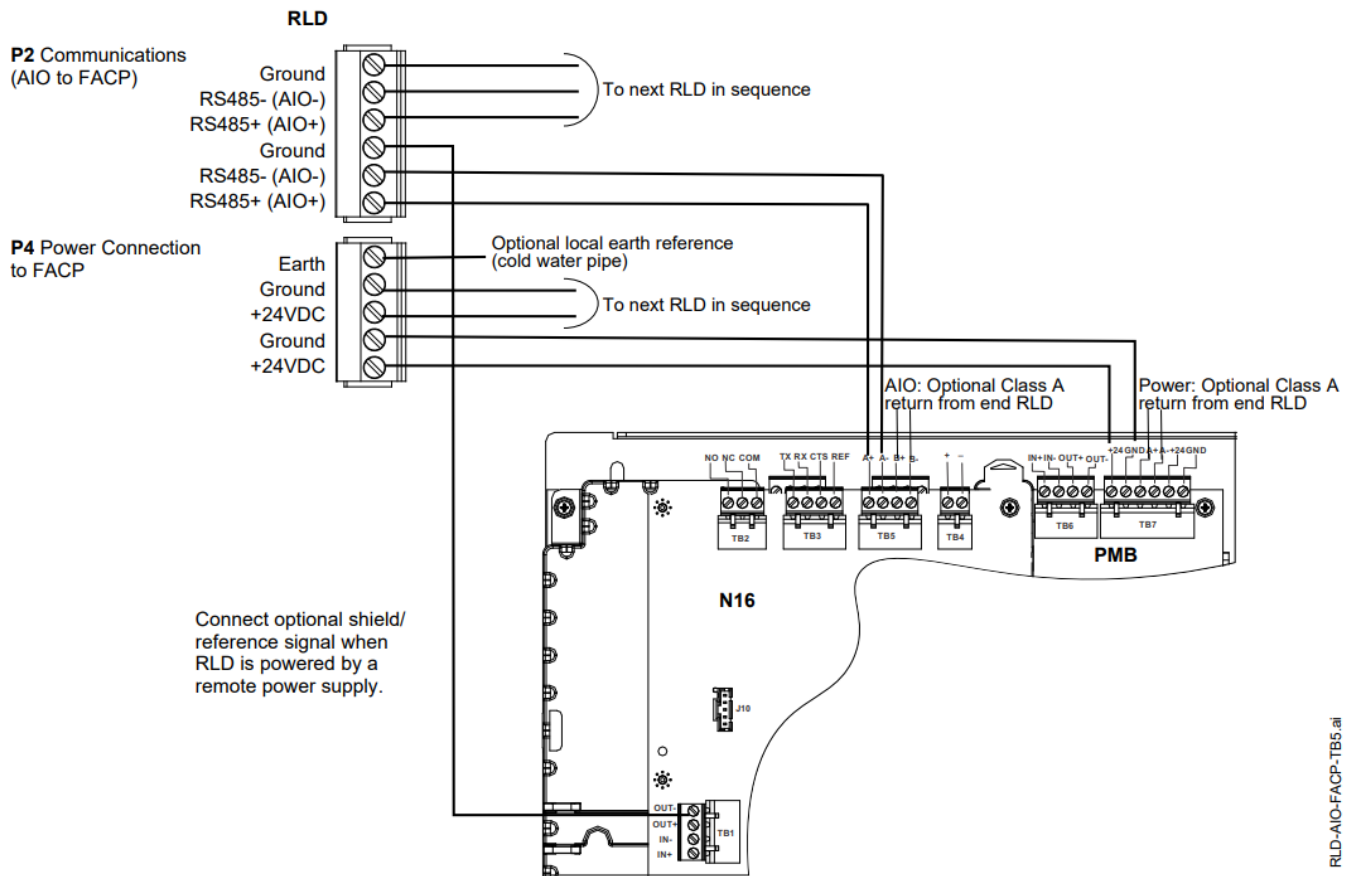 RLD
P2 Communications
(AIO to FACP)
Ground
RS485- (AIO-)
RS485+ (AIO+)
Ground
RS485- (AIO-)
RS485+ (AIO+)
To next RLD in sequence
P4 Power Connection
to FACP
Earth
Ground
+24VDC
Ground
+24VDC
Optional local earth reference
(cold water pipe)
To next RLD in sequence
AIO: Optional Class A
return from end RLD
Power: Optional Class A
return from end RLD
NO NC COM
TX RX CTS REF
A+ A- B+ B-
+ –
IN+ IN- OUT+ OUT-
+24 GND A+ A- +24 GND
TB2
TB3
TB5
TB4
TB6
TB7
PMB
N16
Connect optional shield/
reference signal when
RLD is powered by a
remote power supply.
J10
OUT-
OUT+
IN-
IN+
TB1
RLD-AIO-FACP-TB5.ai